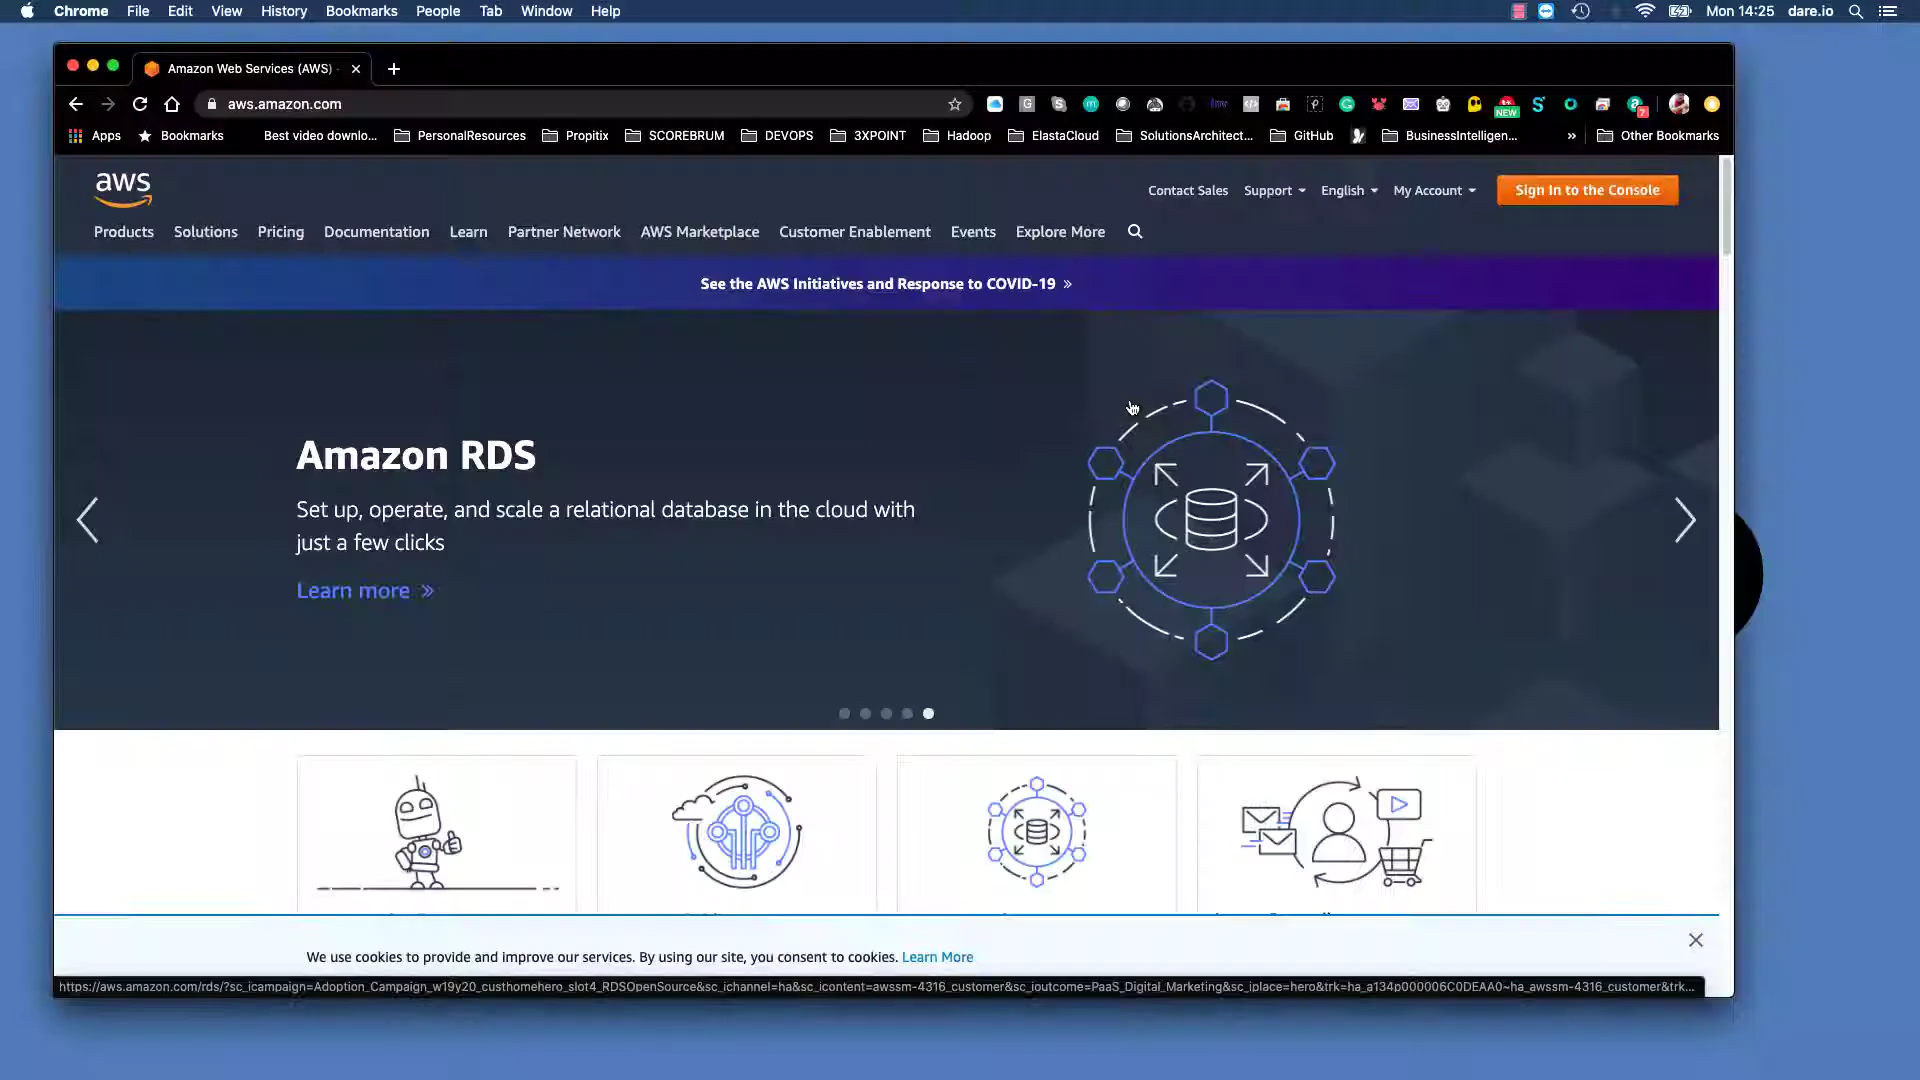 Chrome File Edit View History Bookmarks People Tab Window Help Mon 14:25 dare.io
Amazon Web Services (AWS) -
aws.amazon.com
NEW
7
Apps Bookmarks Best video downlo... PersonalResources Propitix SCOREBRUM DEVOPS 3XPOINT Hadoop ElastaCloud SolutionsArchitect... GitHub BusinessIntelligen... » Other Bookmarks
aws
Contact Sales Support English My Account Sign In to the Console
Products Solutions Pricing Documentation Learn Partner Network AWS Marketplace Customer Enablement Events Explore More
See the AWS Initiatives and Response to COVID-19 »
Amazon RDS
Set up, operate, and scale a relational database in the cloud with
just a few clicks
Learn more »
We use cookies to provide and improve our services. By using our site, you consent to cookies. Learn More
https://aws.amazon.com/rds/?sc_icampaign=Adoption_Campaign_w19y20_custhomehero_slot4_RDSOpenSource&sc_ichannel=ha&sc_icontent=awssm-4316_customer&sc_ioutcome=PaaS_Digital_Marketing&sc_iplace=hero&trk=ha_a134p000006C0DEAA0~ha_awssm-4316_customer&trk...